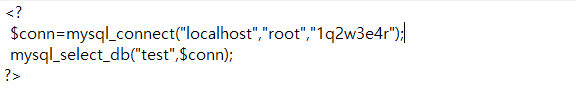 <?
$conn=mysql_connect("localhost","root","1q2w3e4r");
mysql_select_db("test",$conn);
?>